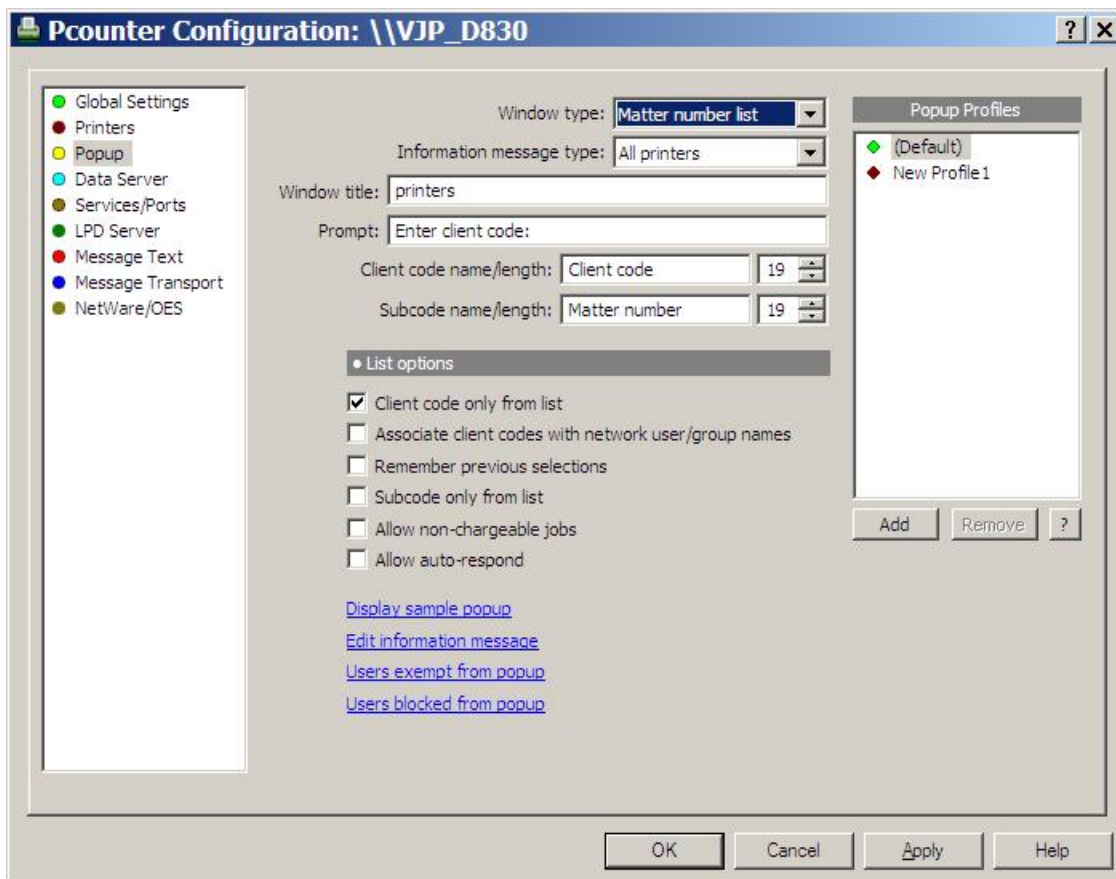 Pcounter Configuration: \\VJP_D830
? X
Global Settings
Printers
Popup
Data Server
Services/Ports
LPD Server
Message Text
Message Transport
NetWare/OES
Window type: Matter number list
Information message type: All printers
Window title: printers
Prompt: Enter client code:
Client code name/length: Client code 19
Subcode name/length: Matter number 19
• List options
Client code only from list
Associate client codes with network user/group names
Remember previous selections
Subcode only from list
Allow non-chargeable jobs
Allow auto-respond
Display sample popup
Edit information message
Users exempt from popup
Users blocked from popup
Popup Profiles
(Default)
New Profile1
Add Remove ?
OK Cancel Apply Help